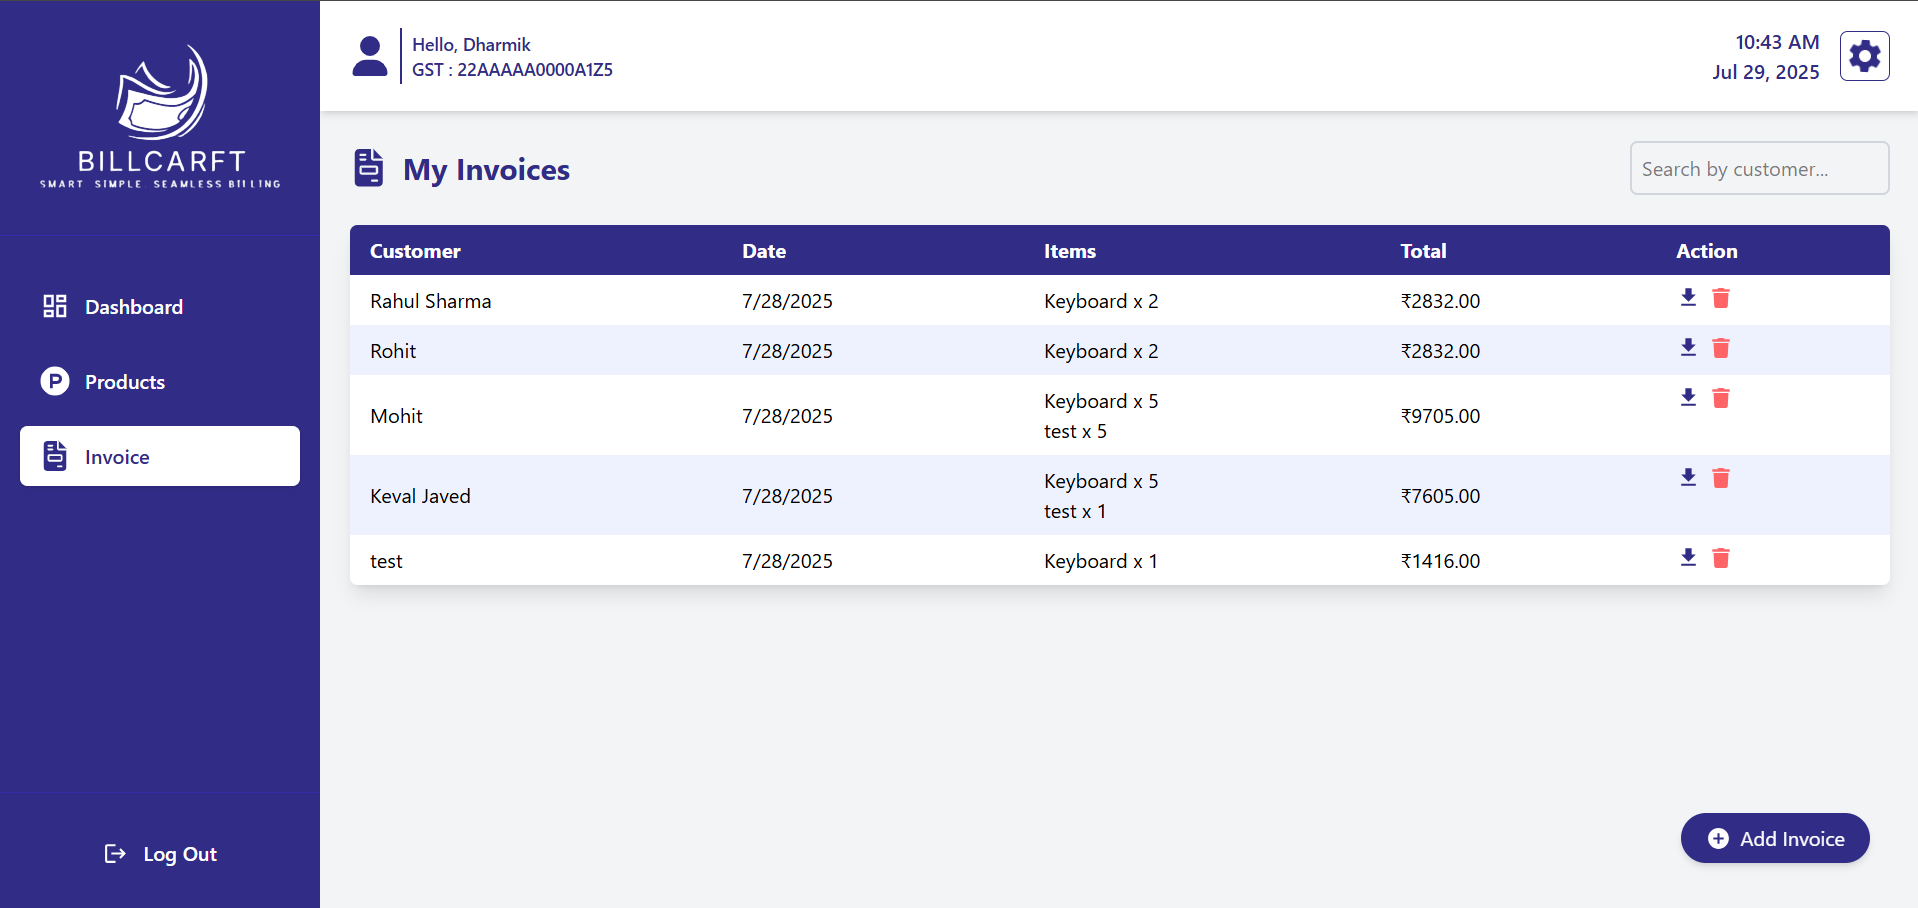 BILLCARFT
SMART. SIMPLE. SEAMLESS BILLING
Dashboard
Products
Invoice
Log Out
Hello, Dharmik
GST : 22AAAAA0000A1Z5
10:43 AM
Jul 29, 2025
My Invoices
Search by customer...
Customer Date Items Total Action
Rahul Sharma 7/28/2025 Keyboard x 2 ₹2832.00
Rohit 7/28/2025 Keyboard x 2 ₹2832.00
Mohit 7/28/2025 Keyboard x 5 ₹9705.00
test x 5
Keval Javed 7/28/2025 Keyboard x 5 ₹7605.00
test x 1
test 7/28/2025 Keyboard x 1 ₹1416.00
Add Invoice